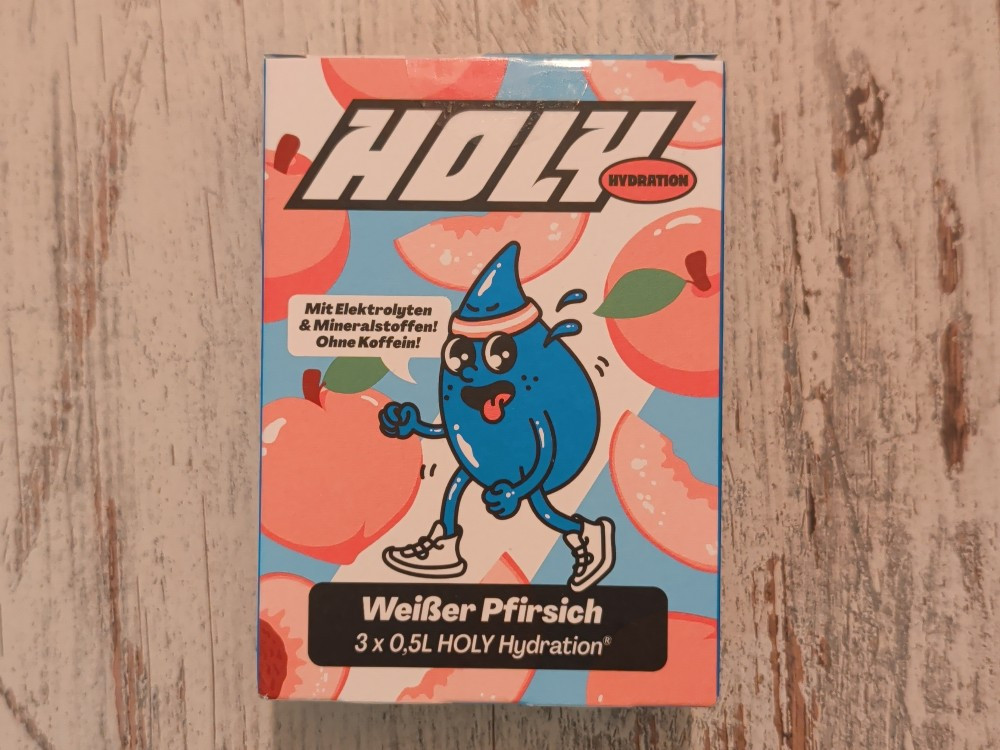 HOLY
HYDRATION
Mit Elektrolyten
& Mineralstoffen!
Ohne Koffein!
Weißer Pfirsich
3 x 0,5L HOLY Hydration®